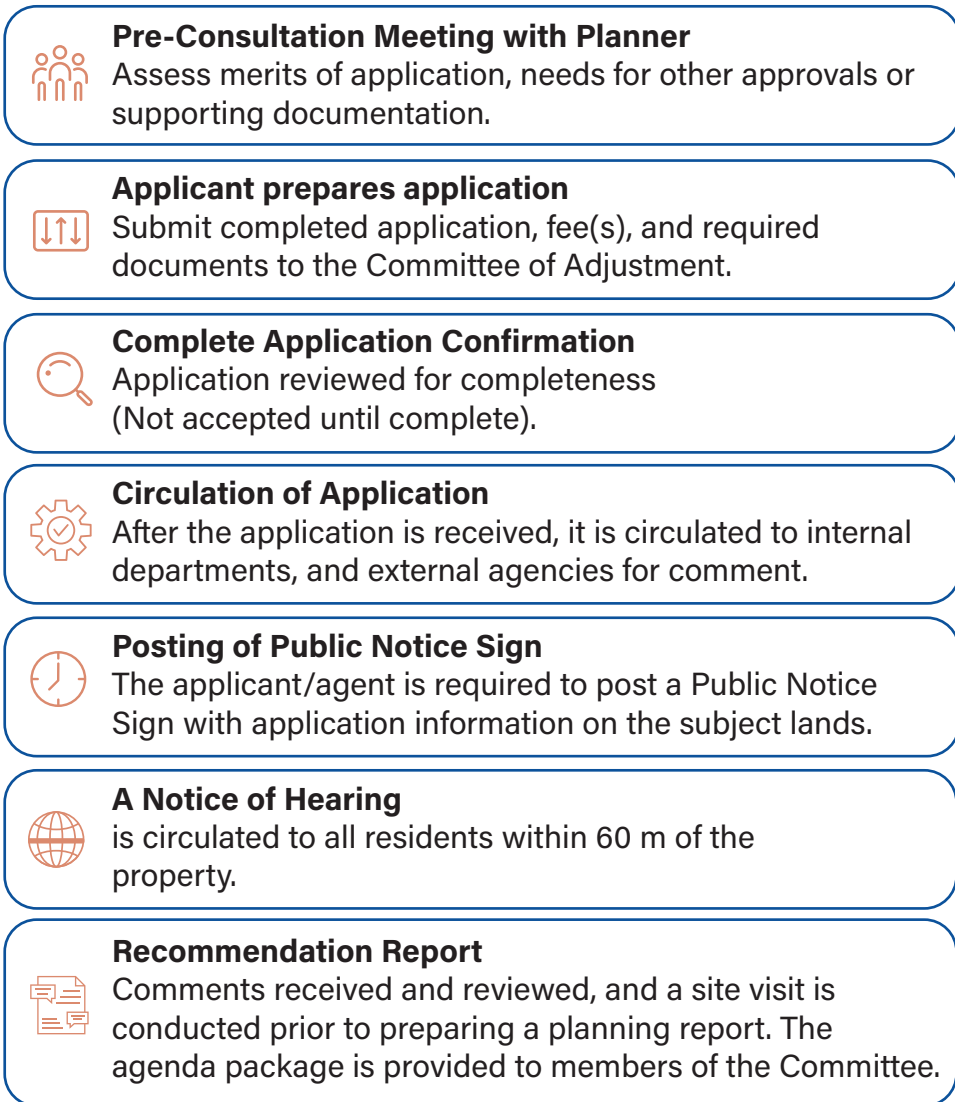 Pre-Consultation Meeting with Planner
Assess merits of application, needs for other approvals or
supporting documentation.
Applicant prepares application
Submit completed application, fee(s), and required
documents to the Committee of Adjustment.
Complete Application Confirmation
Application reviewed for completeness
(Not accepted until complete).
Circulation of Application
After the application is received, it is circulated to internal
departments, and external agencies for comment.
Posting of Public Notice Sign
The applicant/agent is required to post a Public Notice
Sign with application information on the subject lands.
A Notice of Hearing
is circulated to all residents within 60 m of the
property.
Recommendation Report
Comments received and reviewed, and a site visit is
conducted prior to preparing a planning report. The
agenda package is provided to members of the Committee.